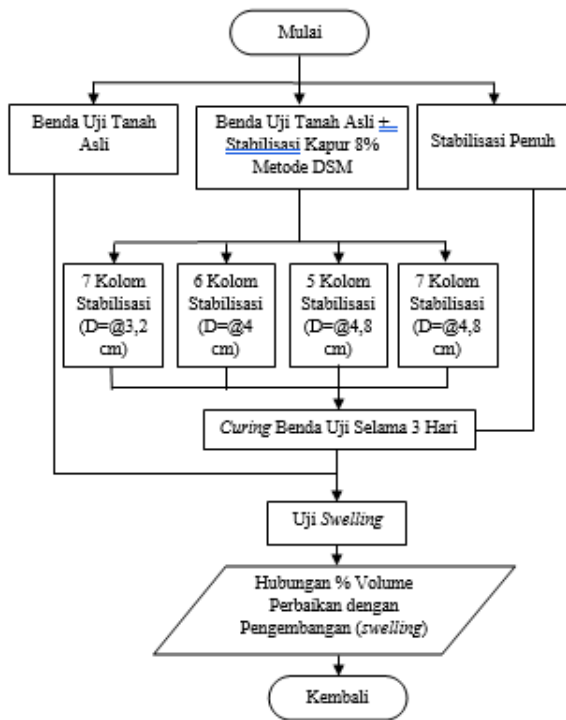 Mulai
Benda Uji Tanah
Asli
Benda Uji Tanah Asli +
Stabilisasi Kapur 8%
Metode DSM
Stabilisasi Penuh
7 Kolom
Stabilisasi
(D=@3,2
cm)
6 Kolom
Stabilisasi
(D=@4
cm)
5 Kolom
Stabilisasi
(D=@4,8
cm)
7 Kolom
Stabilisasi
(D=@4,8
cm)
Curing Benda Uji Selama 3 Hari
Uji Swelling
Hubungan % Volume
Perbaikan dengan
Pengembangan (swelling)
Kembali